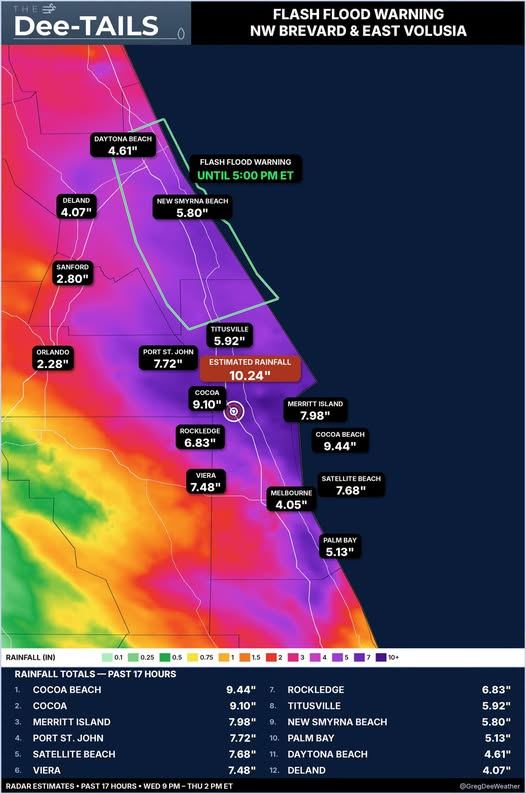 THE
Dee-TAILS
FLASH FLOOD WARNING
NW BREVARD & EAST VOLUSIA
DAYTONA BEACH
4.61"
FLASH FLOOD WARNING
UNTIL 5:00 PM ET
DELAND
4.07"
NEW SMYRNA BEACH
5.80"
SANFORD
2.80"
TITUSVILLE
5.92"
ORLANDO
2.28"
PORT ST. JOHN
7.72"
ESTIMATED RAINFALL
10.24"
COCOA
9.10"
MERRITT ISLAND
7.98"
ROCKLEDGE
6.83"
COCOA BEACH
9.44"
VIERA
7.48"
SATELLITE BEACH
7.68"
MELBOURNE
4.05"
PALM BAY
5.13"
RAINFALL (IN) 0.1 0.25 0.5 0.75 1 1.5 2 3 4 5 7 10+
RAINFALL TOTALS — PAST 17 HOURS
1. COCOA BEACH 9.44"
2. COCOA 9.10"
3. MERRITT ISLAND 7.98"
4. PORT ST. JOHN 7.72"
5. SATELLITE BEACH 7.68"
6. VIERA 7.48"
7. ROCKLEDGE 6.83"
8. TITUSVILLE 5.92"
9. NEW SMYRNA BEACH 5.80"
10. PALM BAY 5.13"
11. DAYTONA BEACH 4.61"
12. DELAND 4.07"
RADAR ESTIMATES • PAST 17 HOURS • WED 9 PM – THU 2 PM ET
@GregDeeWeather